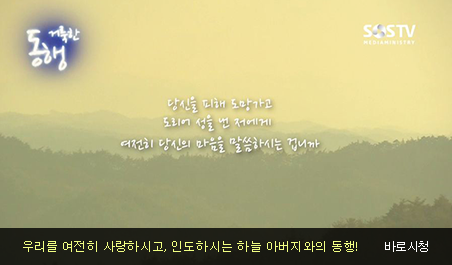 거룩한
동행
SOSTV
MEDIA MINISTRY
당신을 피해 도망가고
도리어 성을 낸 저에게
여전히 당신의 마음을 말씀하시는 겁니까
우리를 여전히 사랑하시고, 인도하시는 하늘 아버지와의 동행!
바로시청